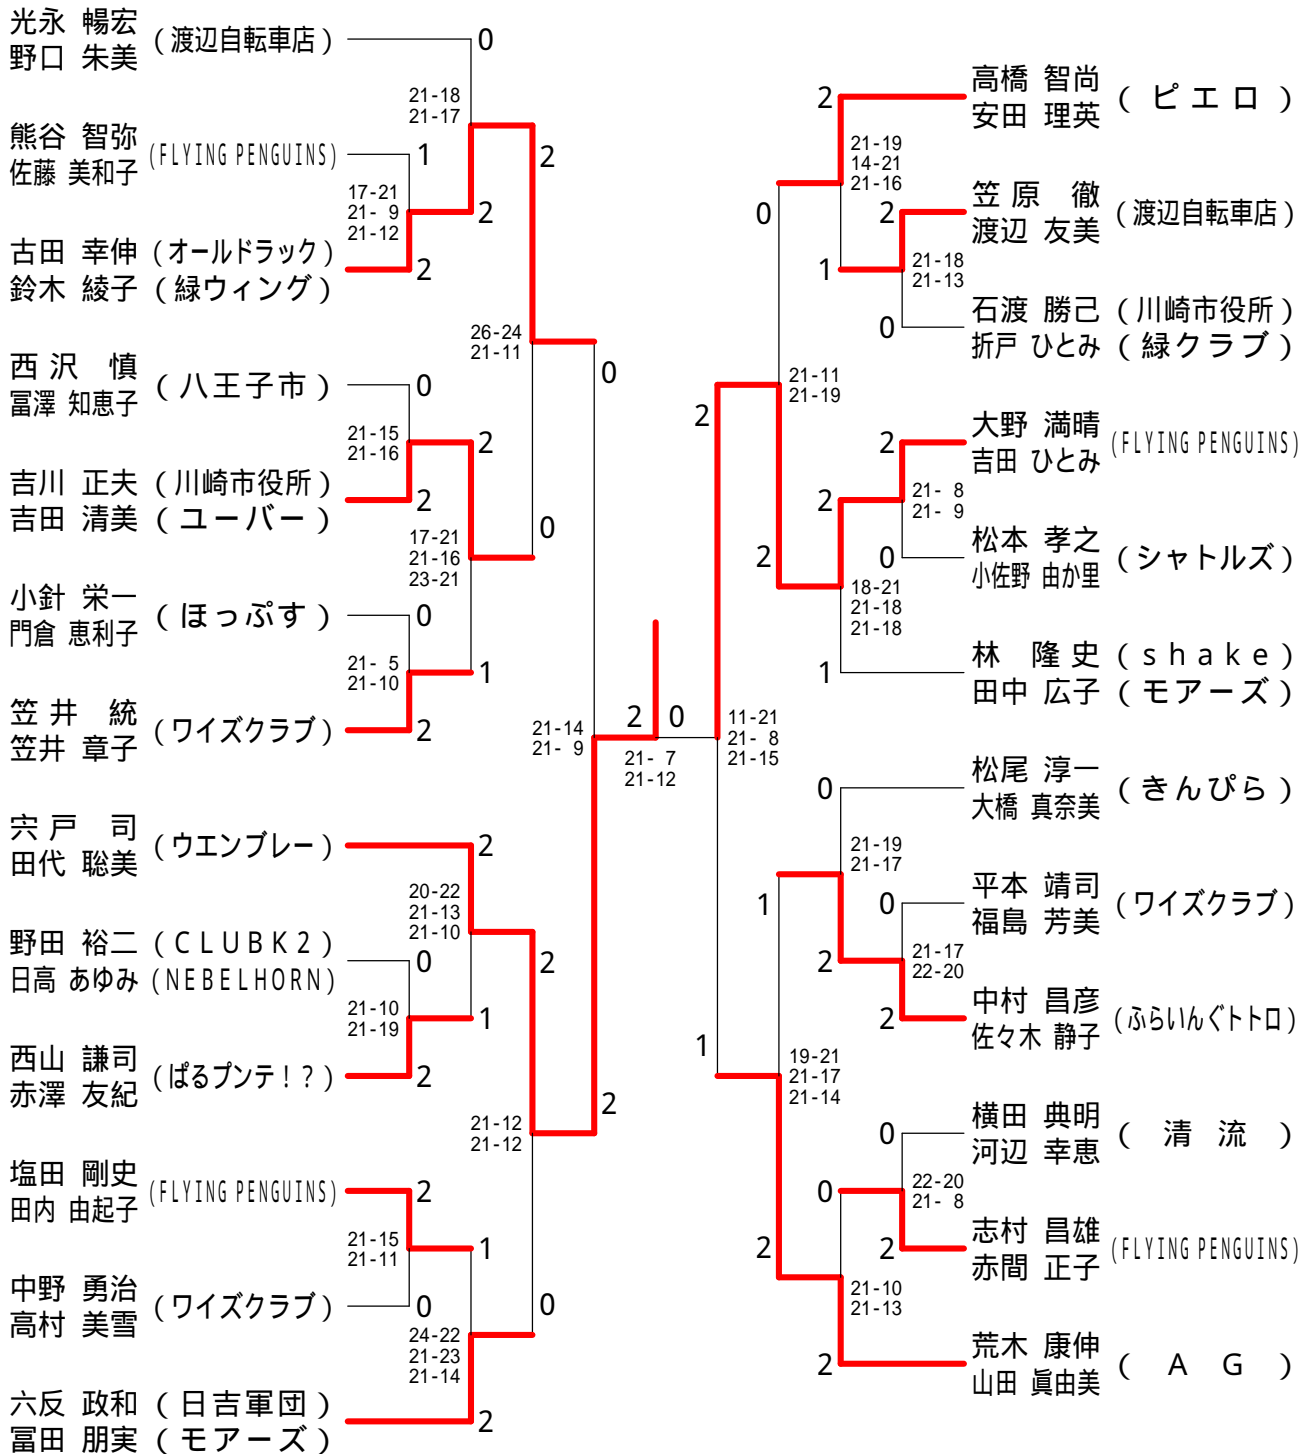 光永 暢宏
野口 朱美
(渡辺自転車店)
0
21-18
21-17
熊谷 智弥
佐藤 美和子
(FLYING PENGUINS)
1
2
17-21
21- 9
21-12
2
古田 幸伸 (オールドラック)
鈴木 綾子 (緑ウィング)
2
26-24
21-11
0
西沢 慎
冨澤 知恵子
(八王子市)
0
21-15
21-16
2
吉川 正夫 (川崎市役所)
吉田 清美 (ユーバー)
2
0
17-21
21-16
23-21
小針 栄一
門倉 恵利子
(ほっぷす)
0
21- 5
21-10
1
笠井 統
笠井 章子
(ワイズクラブ)
2
21-14
21- 9
2 0
21- 7
21-12
宍戸 司
田代 聡美
(ウエンブレー)
2
20-22
21-13
21-10
野田 裕二 (CLUBK2)
日高 あゆみ (NEBELHORN)
0
2
21-10
21-19
1
西山 謙司
赤澤 友紀
(ぱるプンテ!?)
2
2
21-12
21-12
塩田 剛史
田内 由起子
(FLYING PENGUINS)
2
21-15
21-11
1
中野 勇治
高村 美雪
(ワイズクラブ)
0
0
24-22
21-23
21-14
六反 政和 (日吉軍団)
冨田 朋実 (モアーズ)
2
2
高橋 智尚
安田 理英
(ピエロ)
21-19
14-21
21-16
0
2
笠原 徹
渡辺 友美
(渡辺自転車店)
1
21-18
21-13
0
石渡 勝己 (川崎市役所)
折戸 ひとみ (緑クラブ)
21-11
21-19
2
2
大野 満晴
吉田 ひとみ
(FLYING PENGUINS)
2
21- 8
21- 9
2
0
松本 孝之
小佐野 由か里
(シャトルズ)
18-21
21-18
21-18
1
林 隆史 (shake)
田中 広子 (モアーズ)
11-21
21- 8
21-15
0
松尾 淳一
大橋 真奈美
(きんぴら)
21-19
21-17
1
0
平本 靖司
福島 芳美
(ワイズクラブ)
2
21-17
22-20
2
中村 昌彦
佐々木 静子
(ふらいんぐトトロ)
1
19-21
21-17
21-14
0
横田 典明
河辺 幸恵
(清流)
0
22-20
21- 8
2
2
志村 昌雄
赤間 正子
(FLYING PENGUINS)
21-10
21-13
2
荒木 康伸
山田 眞由美
(AG)